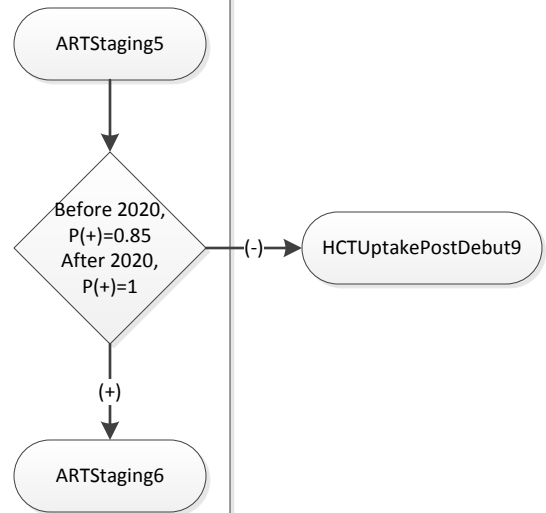 ARTStaging5
Before 2020,
P(+)=0.85
After 2020,
P(+)=1
(-)
HCTUptakePostDebut9
(+)
ARTStaging6